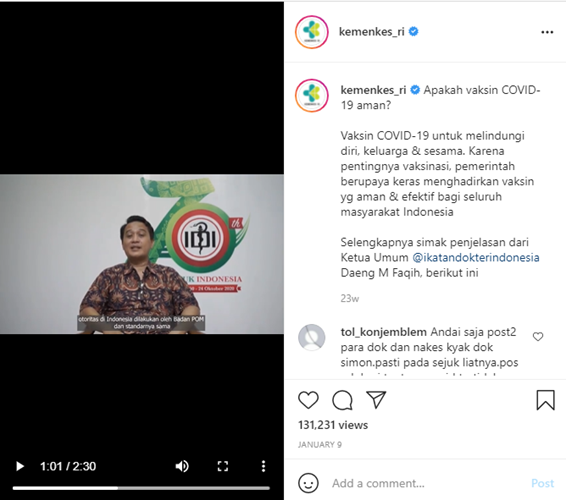 kemenkes_ri
kemenkes_ri Apakah vaksin COVID-
19 aman?
Vaksin COVID-19 untuk melindungi
diri, keluarga & sesama. Karena
pentingnya vaksinasi, pemerintah
berupaya keras menghadirkan vaksin
yg aman & efektif bagi seluruh
masyarakat Indonesia
Selengkapnya simak penjelasan dari
Ketua Umum @ikatandokterindonesia
Daeng M Faqih, berikut ini
23w
tol_konjemblem Andai saja post2
para dok dan nakes kyak dok
simon.pasti pada sejuk liatnya.pos
131,231 views
JANUARY 9
Add a comment...
Post
th
IDI
UK INDONESIA
24 Oktober 2020
otoritas di Indonesia dilakukan oleh Badan POM
dan standarnya sama
1:01 / 2:30